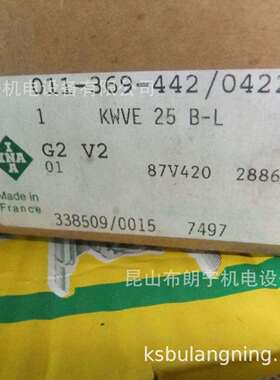 011-369-442/0422
1 KWVE 25 B-L
G2 V2
01 87V420 2886
INA
Made in
France
338509/0015 7497
昆山布朗宁机电设
ksbulangning.com